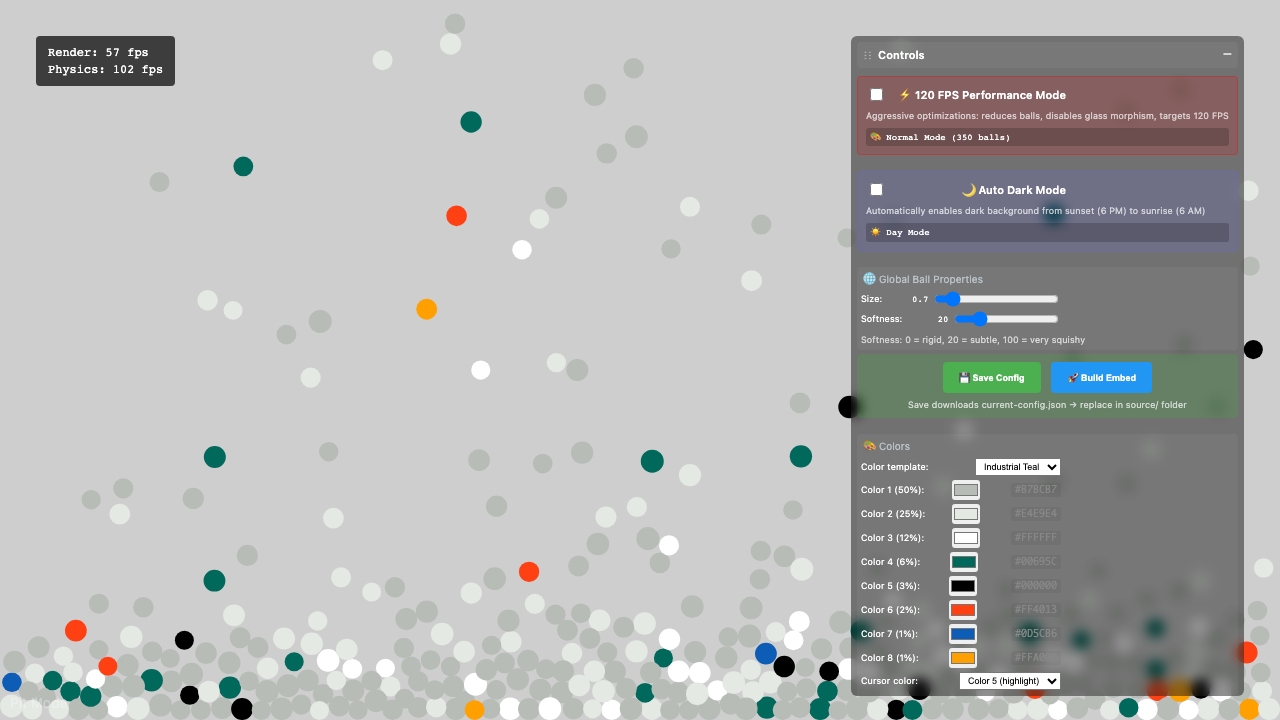 Render: 57 fps
Physics: 102 fps
Controls
120 FPS Performance Mode
Aggressive optimizations: reduces balls, disables glass morphism, targets 120 FPS
Normal Mode (350 balls)
Auto Dark Mode
Automatically enables dark background from sunset (6 PM) to sunrise (6 AM)
Day Mode
Global Ball Properties
Size: 0.7
Softness: 20
Softness: 0 = rigid, 20 = subtle, 100 = very squishy
Save Config Build Embed
Save downloads current-config.json → replace in source/ folder
Colors
Color template: Industrial Teal
Color 1 (50%): #B7BCB7
Color 2 (25%): #E4E9E4
Color 3 (12%): #FFFFFF
Color 4 (6%): #00695C
Color 5 (3%): #000000
Color 6 (2%): #FF4013
Color 7 (1%): #0D5CB6
Color 8 (1%):
Cursor color: Color 5 (highlight)